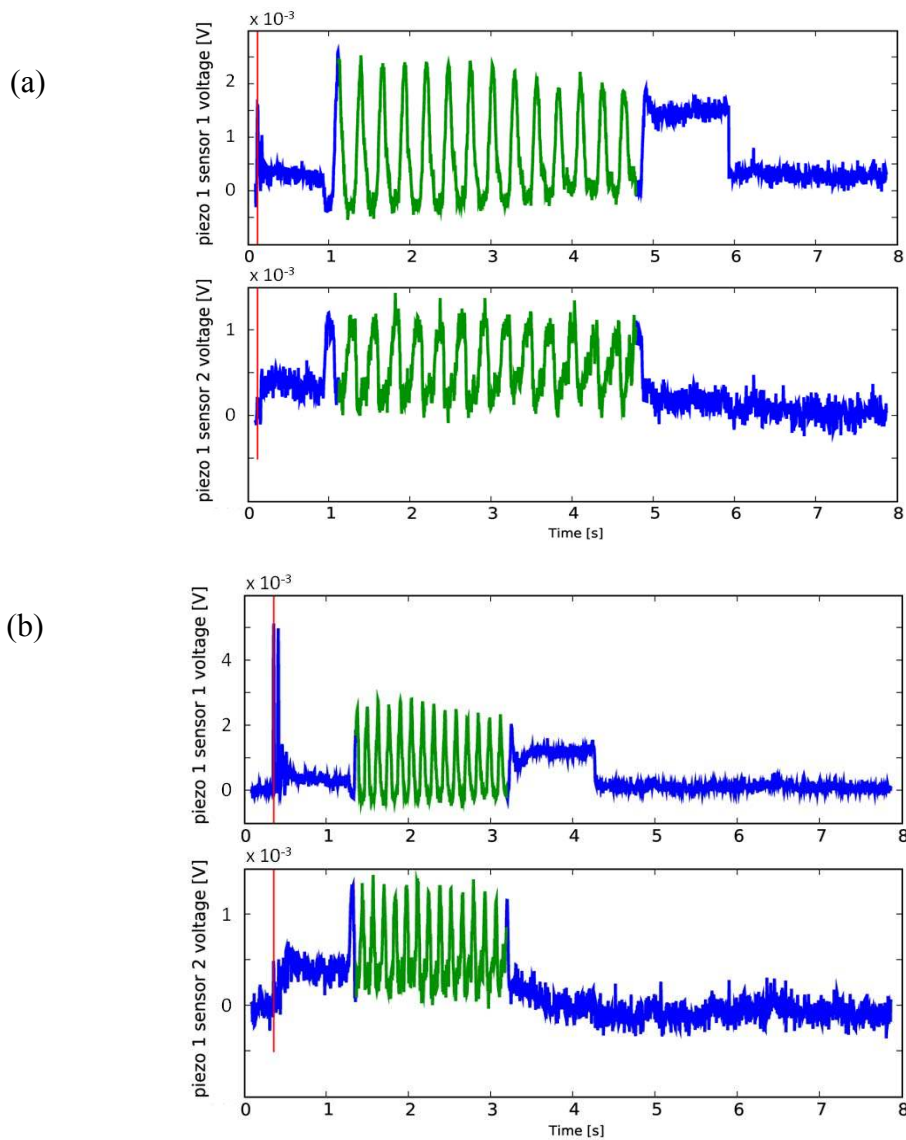 (a)
x 10⁻³
piezo 1 sensor 1 voltage [V]
2
1
0
0 1 2 3 4 5 6 7 8
x 10⁻³
piezo 1 sensor 2 voltage [V]
1
0
0 1 2 3 4 5 6 7 8
Time [s]
(b)
x 10⁻³
piezo 1 sensor 1 voltage [V]
4
2
0
0 1 2 3 4 5 6 7 8
x 10⁻³
piezo 1 sensor 2 voltage [V]
1
0
0 1 2 3 4 5 6 7 8
Time [s]